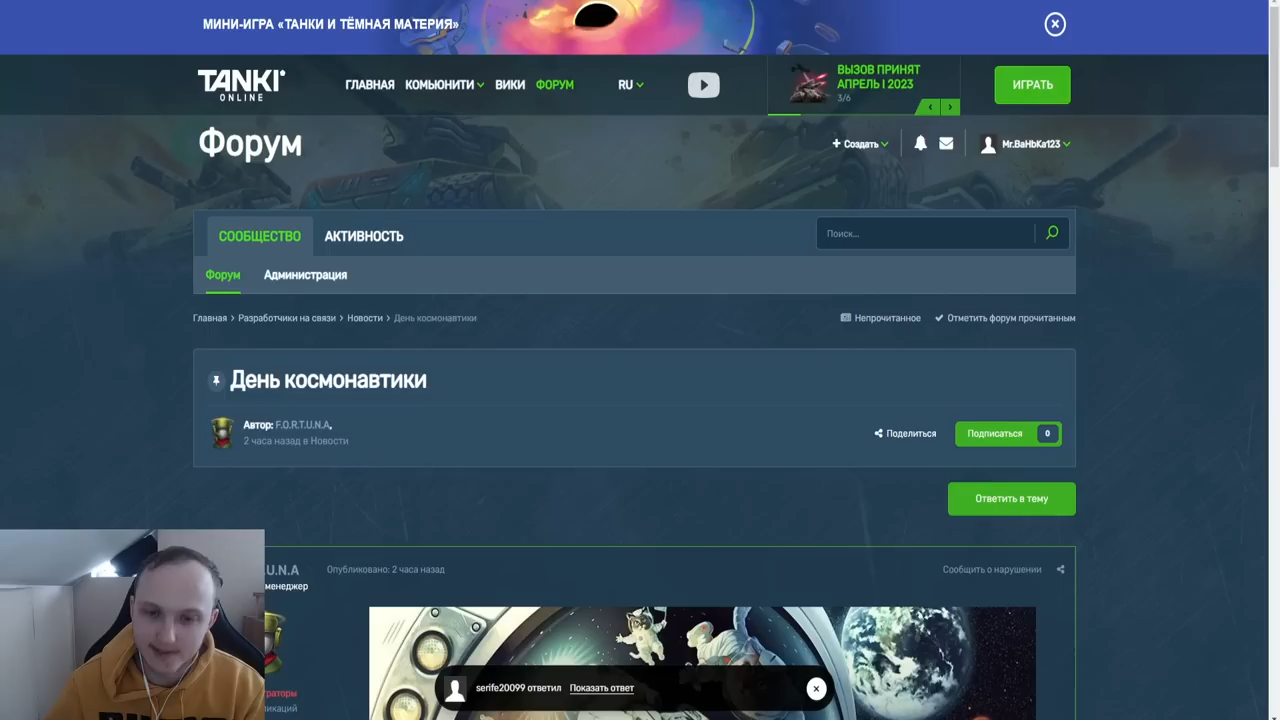 МИНИ-ИГРА «ТАНКИ И ТЁМНАЯ МАТЕРИЯ»
TANKI
ONLINE
ГЛАВНАЯ КОМЬЮНИТИ ВИКИ ФОРУМ RU
ВЫЗОВ ПРИНЯТ
АПРЕЛЬ I 2023
3/6
ИГРАТЬ
Форум
+ Создать
Mr.BaHbKa123
СООБЩЕСТВО АКТИВНОСТЬ
Поиск...
Форум Администрация
Главная > Разработчики на связи > Новости > День космонавтики
Непрочитанное Отметить форум прочитанным
День космонавтики
Автор: F.O.R.T.U.N.A,
2 часа назад в Новости
Поделиться
Подписаться 0
Ответить в тему
U.N.A
менеджер
Опубликовано: 2 часа назад
Сообщить о нарушении
serife20099 ответил Показать ответ
раторы
каций